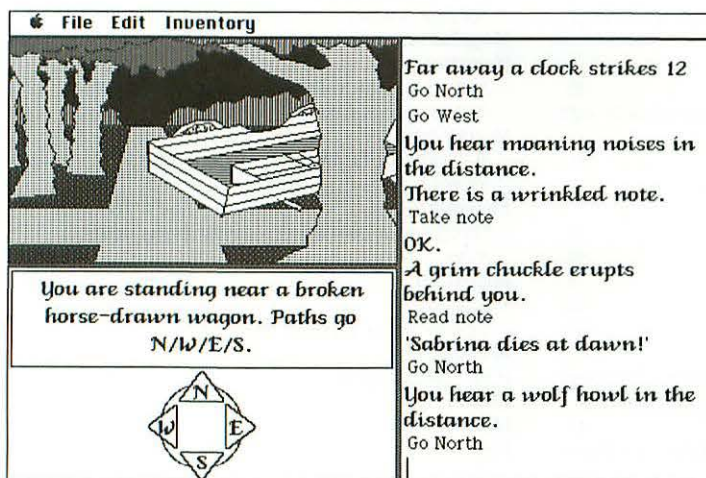 File Edit Inventory
You are standing near a broken
horse-drawn wagon. Paths go
N/W/E/S.
N
W E
S
Far away a clock strikes 12
Go North
Go West
You hear moaning noises in
the distance.
There is a wrinkled note.
Take note
OK.
A grim chuckle erupts
behind you.
Read note
'Sabrina dies at dawn!'
Go North
You hear a wolf howl in the
distance.
Go North